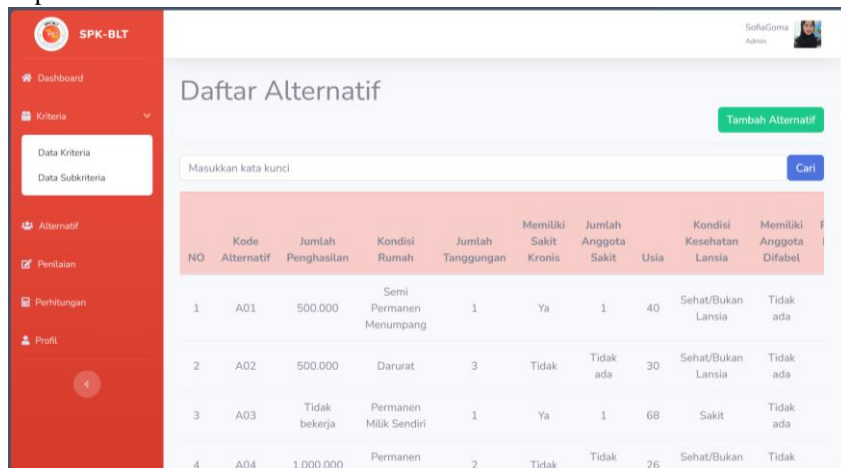 SPK-BLT
SofiaGoma
Admin
Dashboard
Kriteria
Data Kriteria
Data Subkriteria
Alternatif
Penilaian
Perhitungan
Profil
Daftar Alternatif
Tambah Alternatif
Masukkan kata kunci
Cari
NO Kode Alternatif Jumlah Penghasilan Kondisi Rumah Jumlah Tanggungan Memiliki Sakit Kronis Jumlah Anggota Sakit Usia Kondisi Kesehatan Lansia Memiliki Anggota Difabel
1 A01 500.000 Semi Permanen Menumpang 1 Ya 1 40 Sehat/Bukan Lansia Tidak ada
2 A02 500.000 Darurat 3 Tidak Tidak ada 30 Sehat/Bukan Lansia Tidak ada
3 A03 Tidak bekerja Permanen Milik Sendiri 1 Ya 1 68 Sakit Tidak ada
4 A04 1.000.000 Permanen 2 Tidak Tidak 26 Sehat/Bukan Tidak